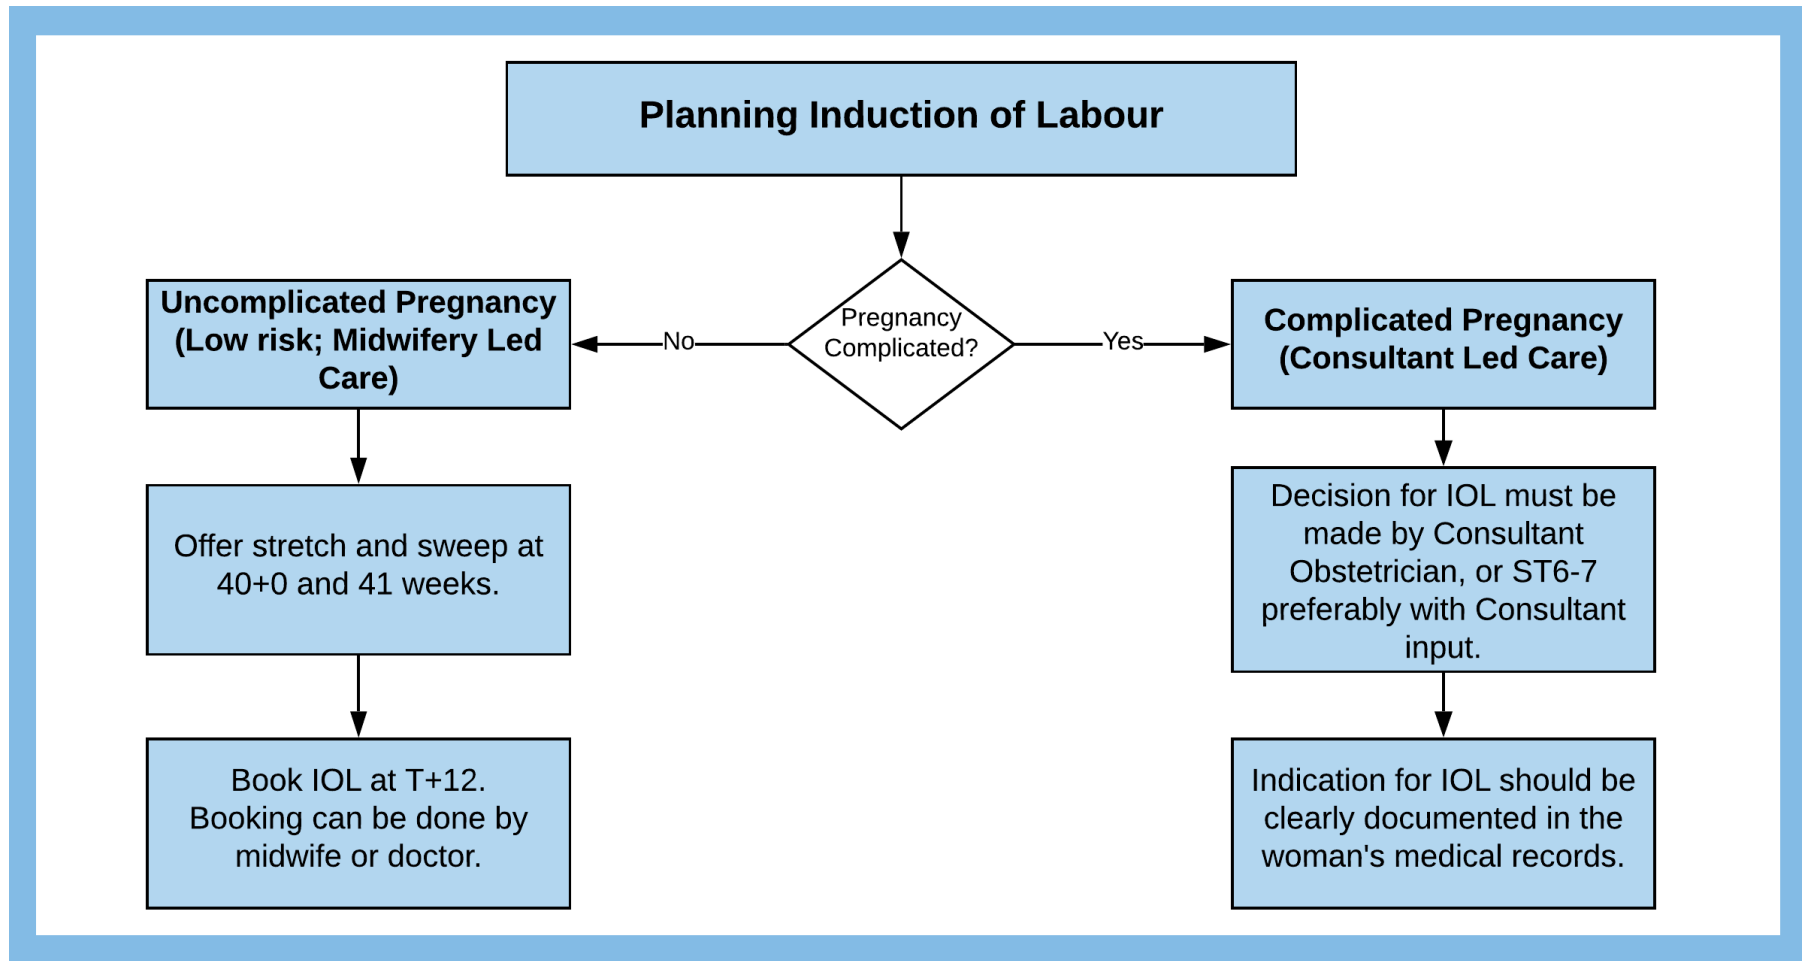 Planning Induction of Labour
Pregnancy
Complicated?
No
Yes
Uncomplicated Pregnancy
(Low risk; Midwifery Led
Care)
Offer stretch and sweep at
40+0 and 41 weeks.
Book IOL at T+12.
Booking can be done by
midwife or doctor.
Complicated Pregnancy
(Consultant Led Care)
Decision for IOL must be
made by Consultant
Obstetrician, or ST6-7
preferably with Consultant
input.
Indication for IOL should be
clearly documented in the
woman's medical records.